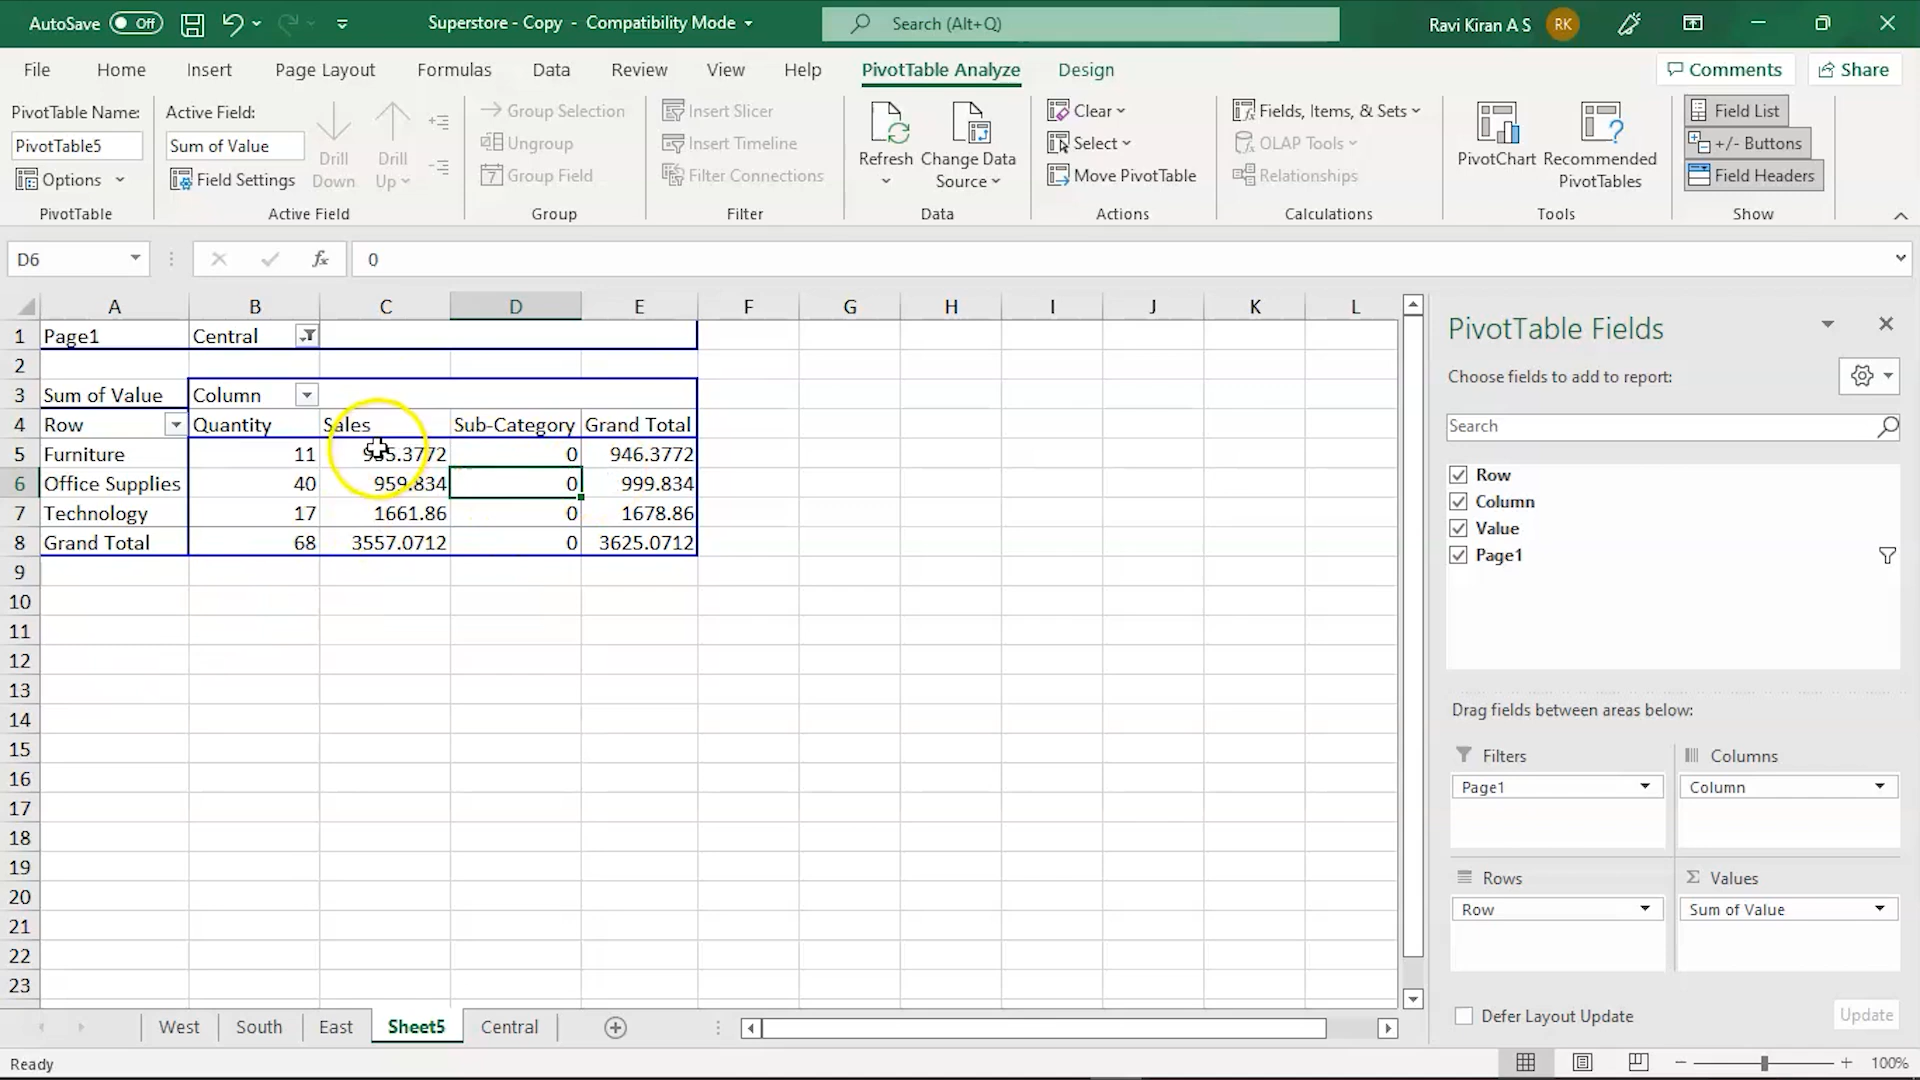 AutoSave Off Superstore - Copy - Compatibility Mode Search (Alt+Q) Ravi Kiran A S RK
File Home Insert Page Layout Formulas Data Review View Help PivotTable Analyze Design Comments Share
PivotTable Name: Active Field: Group Selection Insert Slicer Clear Fields, Items, & Sets Field List
PivotTable5 Sum of Value Ungroup Insert Timeline Select OLAP Tools +/- Buttons
Drill Down Drill Up Refresh Change Data Source PivotChart Recommended PivotTables
Options Field Settings 7 Group Field Filter Connections Move PivotTable Relationships Field Headers
PivotTable Active Field Group Filter Data Actions Calculations Tools Show
D6 fx 0
A B C D E F G H I J K L
1 Page1 Central
2
3 Sum of Value Column
4 Row Quantity Sales Sub-Category Grand Total
5 Furniture 11 935.3772 0 946.3772
6 Office Supplies 40 959.834 0 999.834
7 Technology 17 1661.86 0 1678.86
8 Grand Total 68 3557.0712 0 3625.0712
9
10
11
12
13
14
15
16
17
18
19
20
21
22
23
PivotTable Fields
Choose fields to add to report:
Search
Row
Column
Value
Page1
Drag fields between areas below:
Filters Columns
Page1 Column
Rows Σ Values
Row Sum of Value
Defer Layout Update Update
West South East Sheet5 Central
Ready 100%